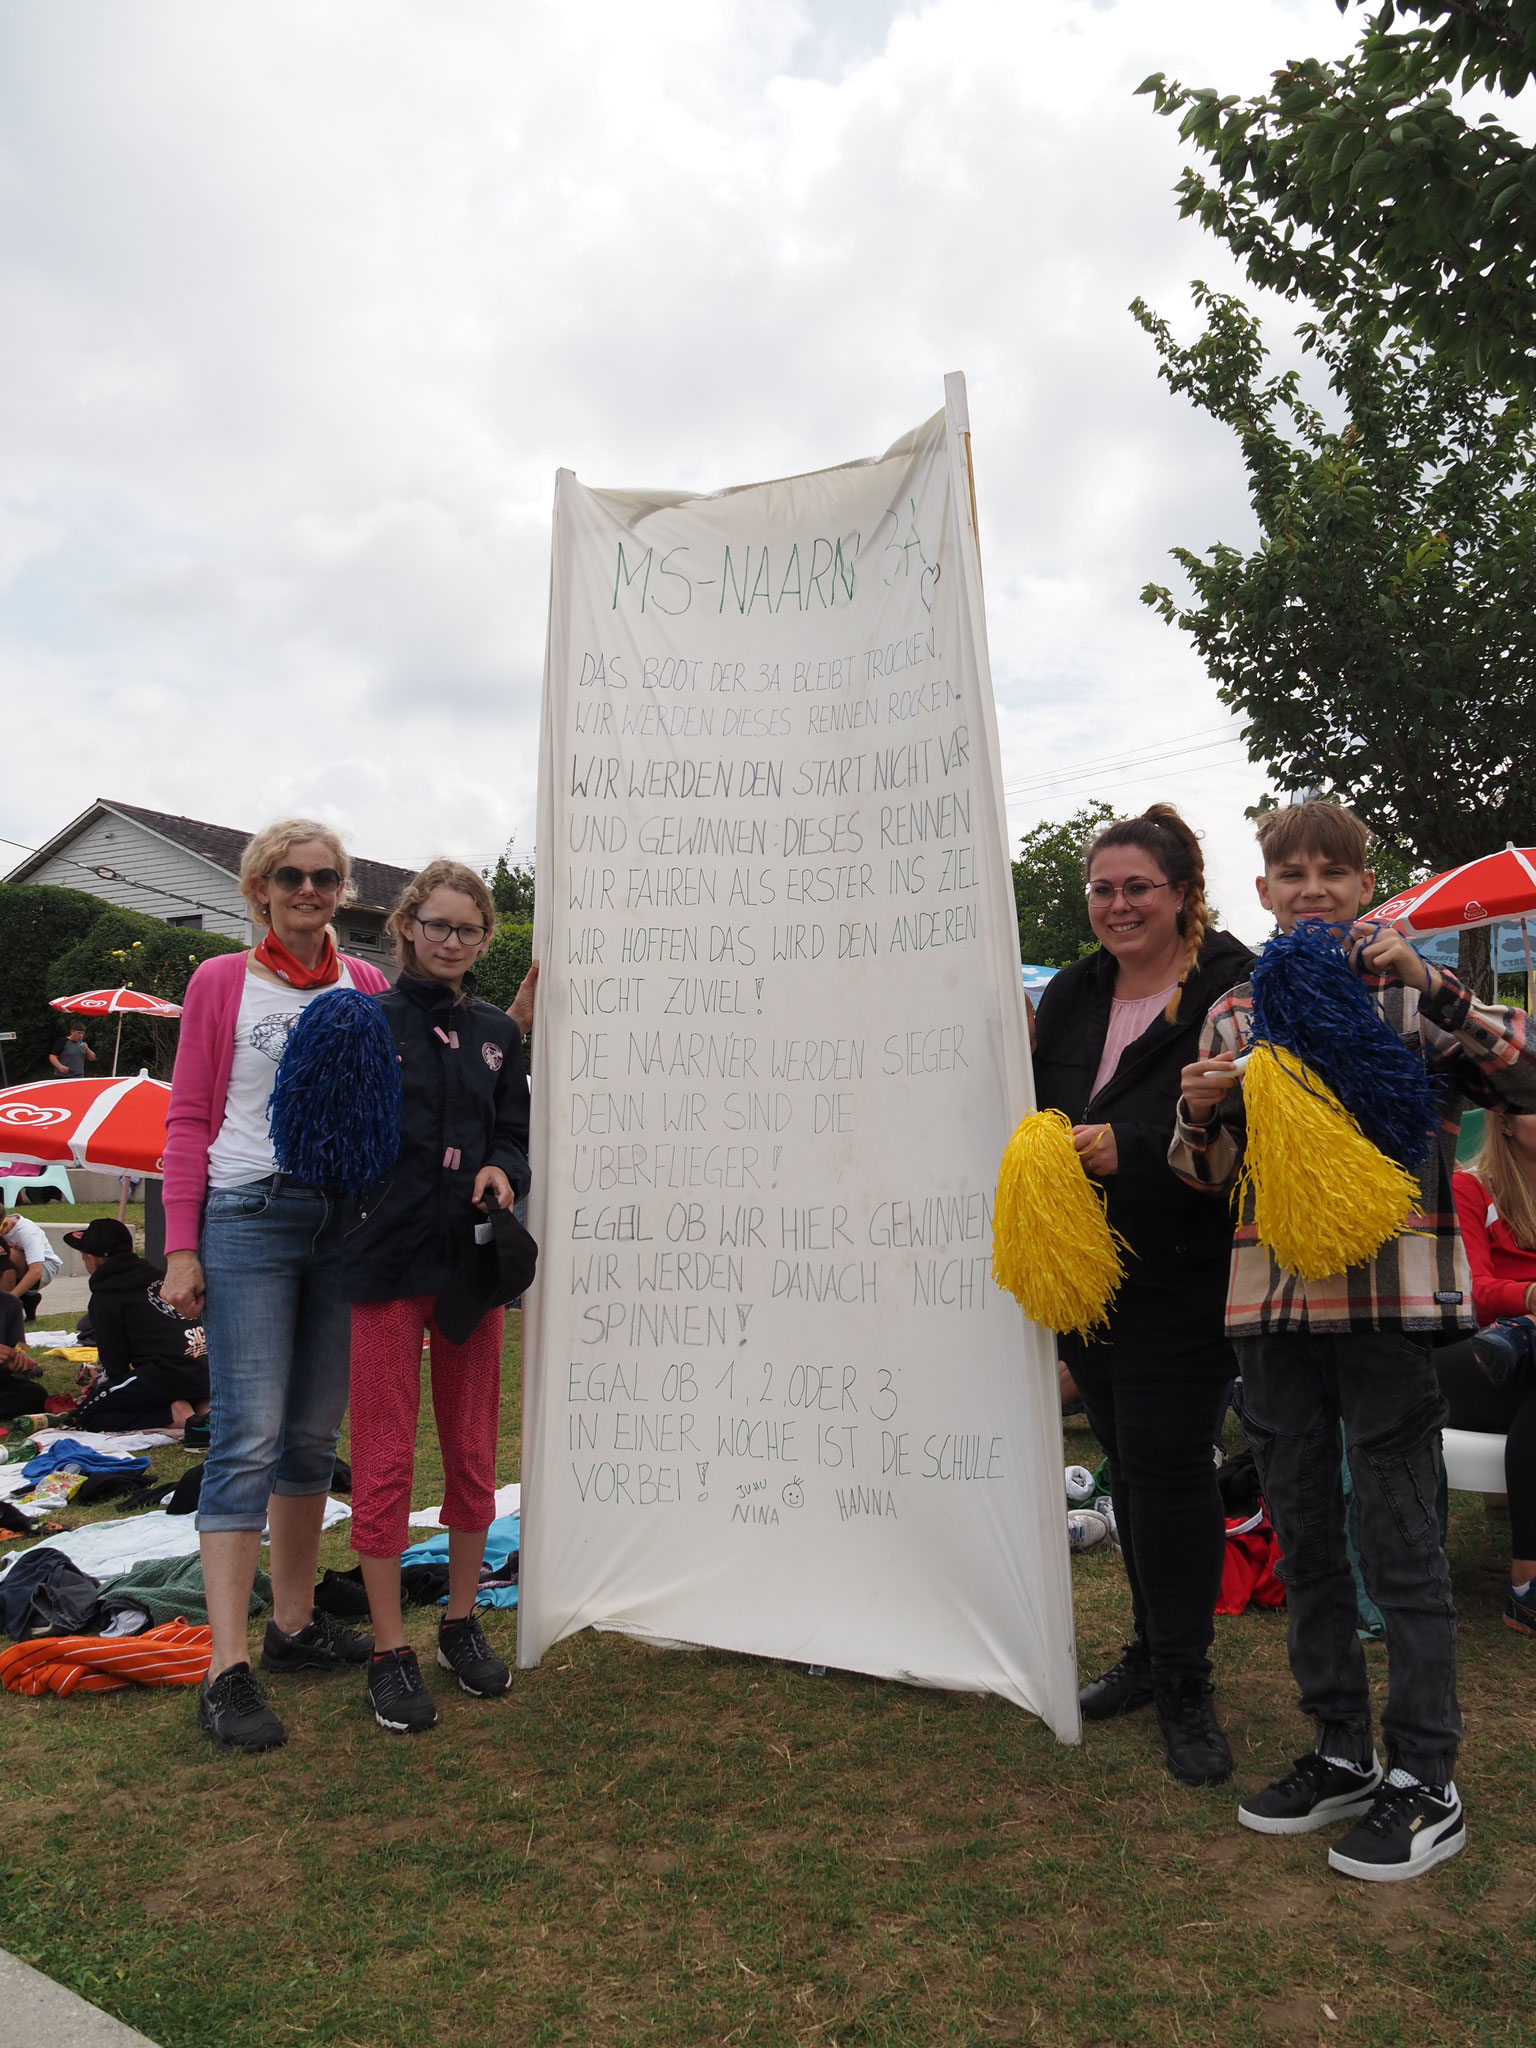 MS-NAARN 3A
DAS BOOT DER 3A BLEIBT TROCKEN,
WIR WERDEN DIESES RENNEN ROCKEN.
WIR WERDEN DEN START NICHT VER
UND GEWINNEN DIESES RENNEN
WIR FAHREN ALS ERSTER INS ZIEL
WIR HOFFEN DAS WIRD DEN ANDEREN
NICHT ZUVIEL!
DIE NAARN'ER WERDEN SIEGER
DENN WIR SIND DIE
ÜBERFLIEGER!
EGAL OB WIR HIER GEWINNEN
WIR WERDEN DANACH NICHT
SPINNEN!
EGAL OB 1, 2, ODER 3
IN EINER WOCHE IST DIE SCHULE
VORBEI! JUHU
NINA HANNA